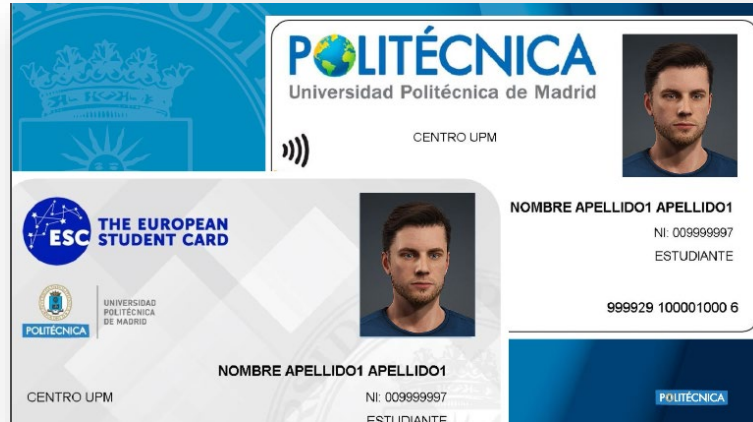 POLITÉCNICA
Universidad Politécnica de Madrid
CENTRO UPM
NOMBRE APELLIDO1 APELLIDO1
NI: 009999997
ESTUDIANTE
999929 100001000 6
POLITÉCNICA
ESC
THE EUROPEAN
STUDENT CARD
POLITÉCNICA
UNIVERSIDAD
POLITÉCNICA
DE MADRID
NOMBRE APELLIDO1 APELLIDO1
CENTRO UPM
NI: 009999997
ESTUDIANTE